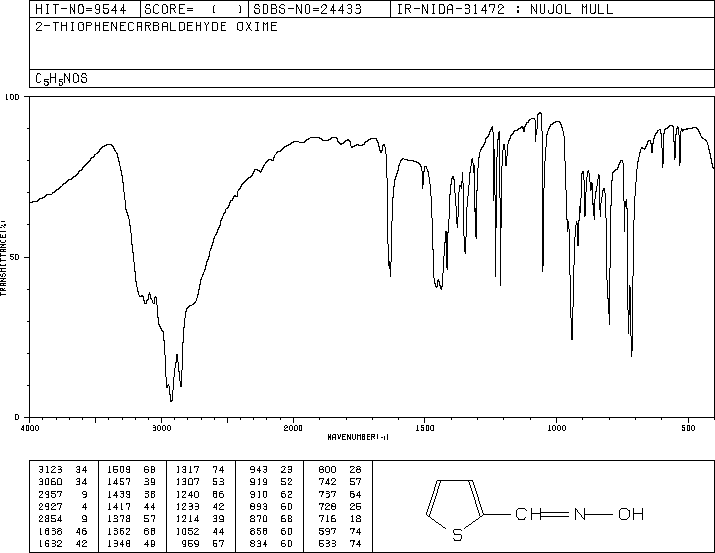 HIT-NO=9544 SCORE= ( ) SDBS-NO=24433 IR-NIDA-31472 : NUJOL MULL
2-THIOPHENECARBALDEHYDE OXIME
C5H5NOS
100
50
0
TRANSMITTANCE(%)
4000 3000 2000 1500 1000 500
WAVENUMBER(-1)
3123 34 1509 68 1317 74 943 23 800 28
3060 34 1457 39 1307 53 919 52 742 57
2957 9 1439 38 1240 66 910 62 737 64
2927 4 1417 44 1233 42 893 60 728 25
2854 9 1378 57 1214 39 870 68 716 18
1636 46 1362 68 1052 44 858 60 597 74
1632 42 1348 49 959 57 834 60 533 74
S CH N OH